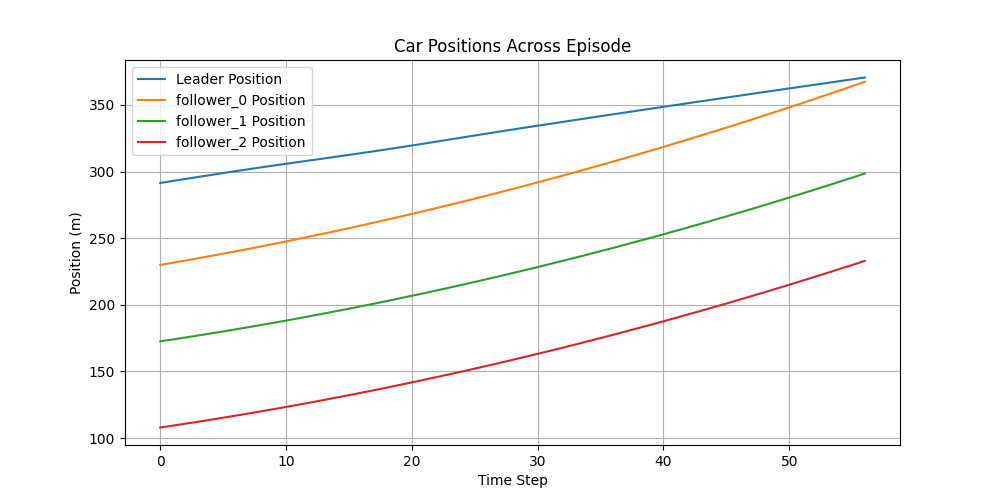 Car Positions Across Episode
Leader Position
follower_0 Position
follower_1 Position
follower_2 Position
Position (m)
350
300
250
200
150
100
0 10 20 30 40 50
Time Step